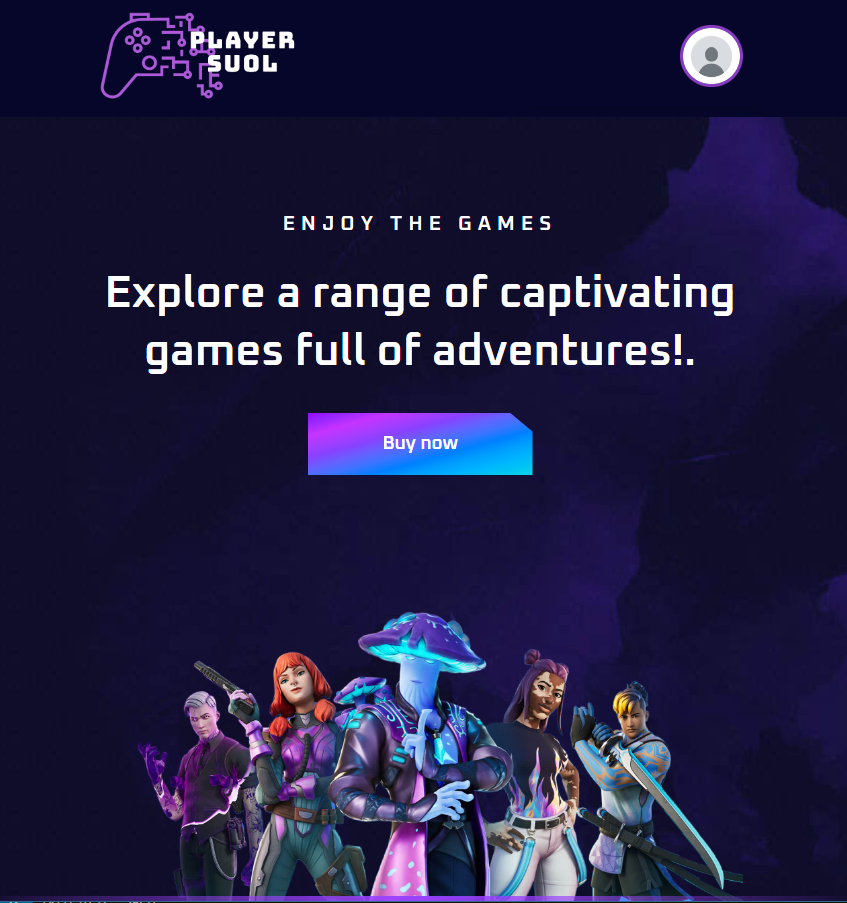 PLAYER
SUOL
ENJOY THE GAMES
Explore a range of captivating
games full of adventures!.
Buy now